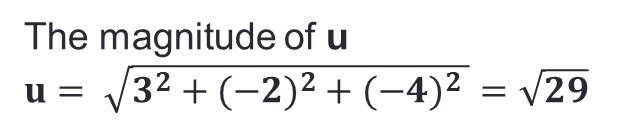 The magnitude of u
u = √3² + (−2)² + (−4)² = √29